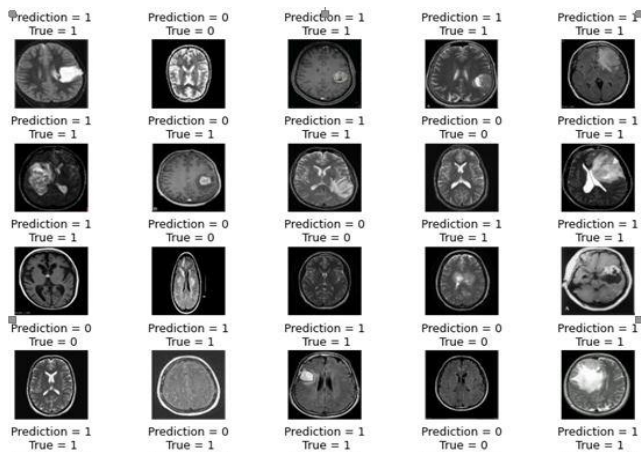 Prediction = 1 Prediction = 0 Prediction = 1 Prediction = 1 Prediction = 1
True = 1 True = 0 True = 1 True = 1 True = 1
Prediction = 1 Prediction = 0 Prediction = 1 Prediction = 0 Prediction = 1
True = 1 True = 1 True = 1 True = 0 True = 1
Prediction = 1 Prediction = 0 Prediction = 0 Prediction = 1 Prediction = 1
True = 1 True = 0 True = 0 True = 1 True = 1
A
Prediction = 0 Prediction = 1 Prediction = 1 Prediction = 0 Prediction = 1
True = 0 True = 1 True = 1 True = 0 True = 1
Prediction = 1 Prediction = 0 Prediction = 1 Prediction = 0 Prediction = 1
True = 1 True = 1 True = 1 True = 0 True = 1